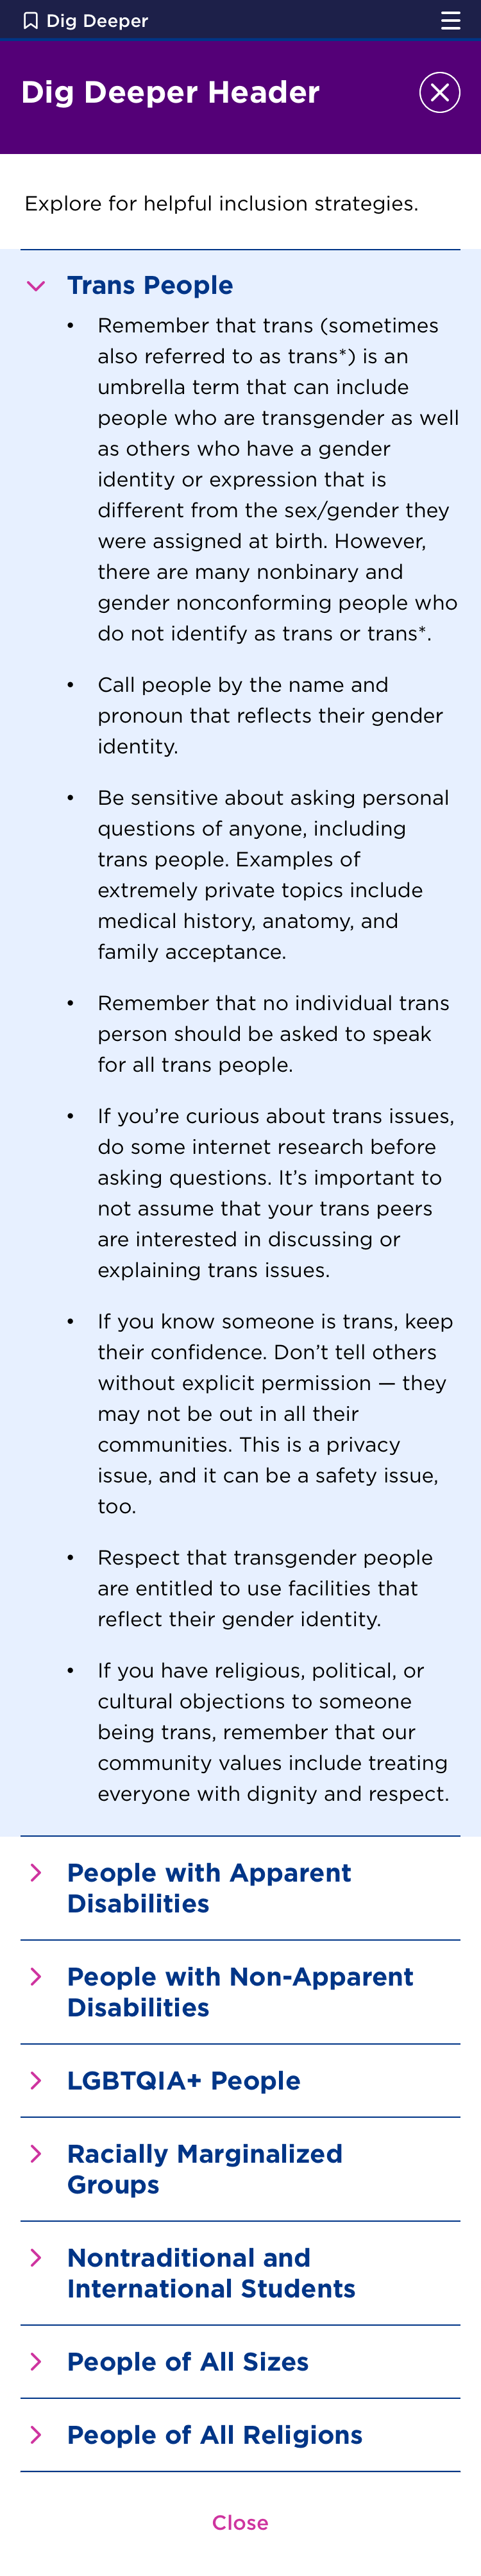 Dig Deeper
Dig Deeper Header
Explore for helpful inclusion strategies.
Trans People
• Remember that trans (sometimes
also referred to as trans*) is an
umbrella term that can include
people who are transgender as well
as others who have a gender
identity or expression that is
different from the sex/gender they
were assigned at birth. However,
there are many nonbinary and
gender nonconforming people who
do not identify as trans or trans*.
• Call people by the name and
pronoun that reflects their gender
identity.
• Be sensitive about asking personal
questions of anyone, including
trans people. Examples of
extremely private topics include
medical history, anatomy, and
family acceptance.
• Remember that no individual trans
person should be asked to speak
for all trans people.
• If you’re curious about trans issues,
do some internet research before
asking questions. It’s important to
not assume that your trans peers
are interested in discussing or
explaining trans issues.
• If you know someone is trans, keep
their confidence. Don’t tell others
without explicit permission — they
may not be out in all their
communities. This is a privacy
issue, and it can be a safety issue,
too.
• Respect that transgender people
are entitled to use facilities that
reflect their gender identity.
• If you have religious, political, or
cultural objections to someone
being trans, remember that our
community values include treating
everyone with dignity and respect.
People with Apparent
Disabilities
People with Non-Apparent
Disabilities
LGBTQIA+ People
Racially Marginalized
Groups
Nontraditional and
International Students
People of All Sizes
People of All Religions
Close